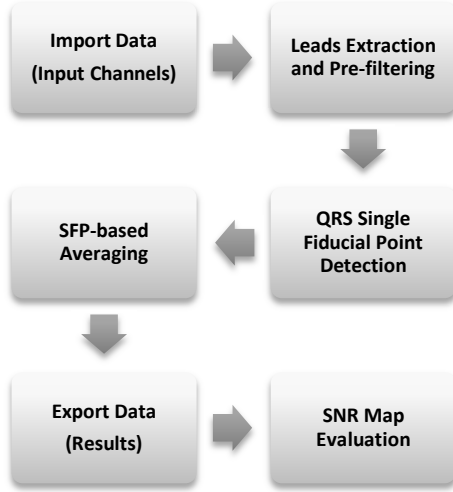 Import Data
(Input Channels)
Leads Extraction
and Pre-filtering
QRS Single
Fiducial Point
Detection
SFP-based
Averaging
Export Data
(Results)
SNR Map
Evaluation